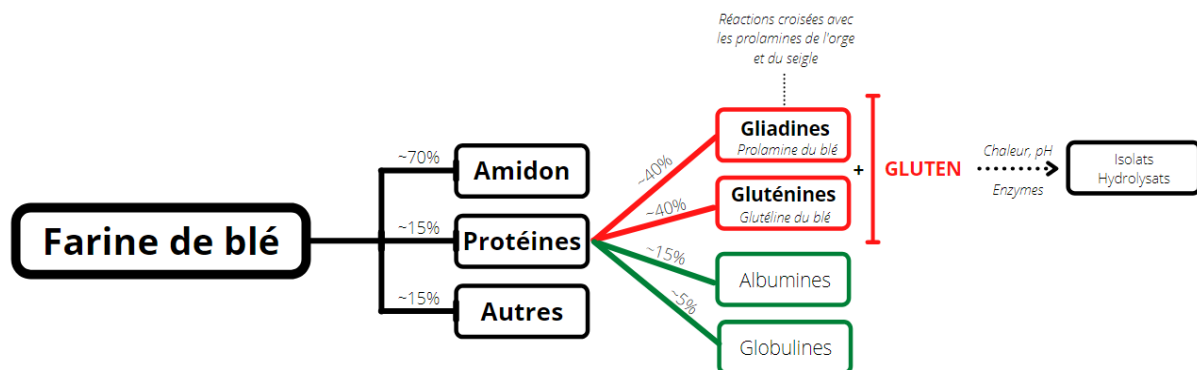 Réactions croisées avec
les prolamines de l'orge
et du seigle
Farine de blé
~70%
Amidon
~15%
Protéines
~15%
Autres
~40%
Gliadines
Prolamine du blé
~40%
Gluténines
Glutéline du blé
~15%
Albumines
~5%
Globulines
+
GLUTEN
Chaleur, pH
Enzymes
Isolats
Hydrolysats